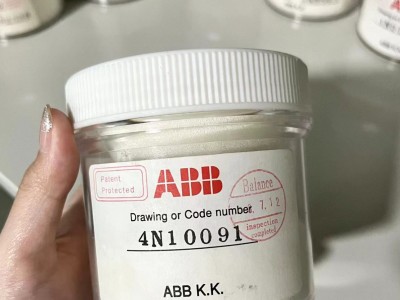 Patent
Protected
ABB
Balance
7. 12
inspection
completed
Drawing or Code number
4N10091
ABB K.K.